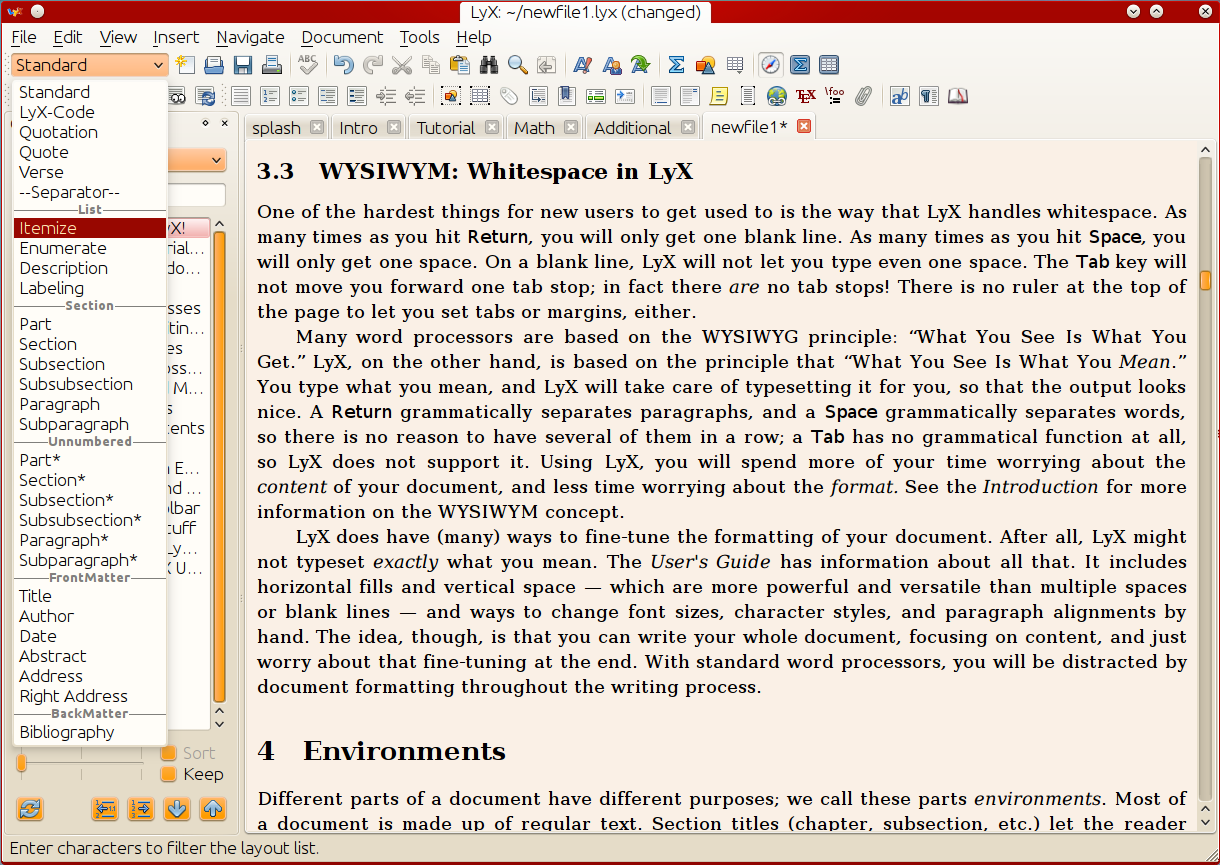 LyX: ~/newfile1.lyx (changed)
File Edit View Insert Navigate Document Tools Help
Standard
ABC
TEX
\foo
ab
Standard
LyX-Code
Quotation
Quote
Verse
--Separator--
List
Itemize
Enumerate
Description
Labeling
Section
Part
Section
Subsection
Subsubsection
Paragraph
Subparagraph
Unnumbered
Part*
Section*
Subsection*
Subsubsection*
Paragraph*
Subparagraph*
FrontMatter
Title
Author
Date
Abstract
Address
Right Address
BackMatter
Bibliography
yX!
rial...
do...
sses
tin...
es
oss...
M...
s
ents
E...
nd ...
lbar
tuff
Ly...
X U...
Sort
Keep
splash Intro Tutorial Math Additional newfile1*
3.3 WYSIWYM: Whitespace in LyX
One of the hardest things for new users to get used to is the way that LyX handles whitespace. As
many times as you hit Return, you will only get one blank line. As many times as you hit Space, you
will only get one space. On a blank line, LyX will not let you type even one space. The Tab key will
not move you forward one tab stop; in fact there are no tab stops! There is no ruler at the top of
the page to let you set tabs or margins, either.
Many word processors are based on the WYSIWYG principle: “What You See Is What You
Get.” LyX, on the other hand, is based on the principle that “What You See Is What You Mean.”
You type what you mean, and LyX will take care of typesetting it for you, so that the output looks
nice. A Return grammatically separates paragraphs, and a Space grammatically separates words,
so there is no reason to have several of them in a row; a Tab has no grammatical function at all,
so LyX does not support it. Using LyX, you will spend more of your time worrying about the
content of your document, and less time worrying about the format. See the Introduction for more
information on the WYSIWYM concept.
LyX does have (many) ways to fine-tune the formatting of your document. After all, LyX might
not typeset exactly what you mean. The User's Guide has information about all that. It includes
horizontal fills and vertical space — which are more powerful and versatile than multiple spaces
or blank lines — and ways to change font sizes, character styles, and paragraph alignments by
hand. The idea, though, is that you can write your whole document, focusing on content, and just
worry about that fine-tuning at the end. With standard word processors, you will be distracted by
document formatting throughout the writing process.
4 Environments
Different parts of a document have different purposes; we call these parts environments. Most of
a document is made up of regular text. Section titles (chapter, subsection, etc.) let the reader
Enter characters to filter the layout list.